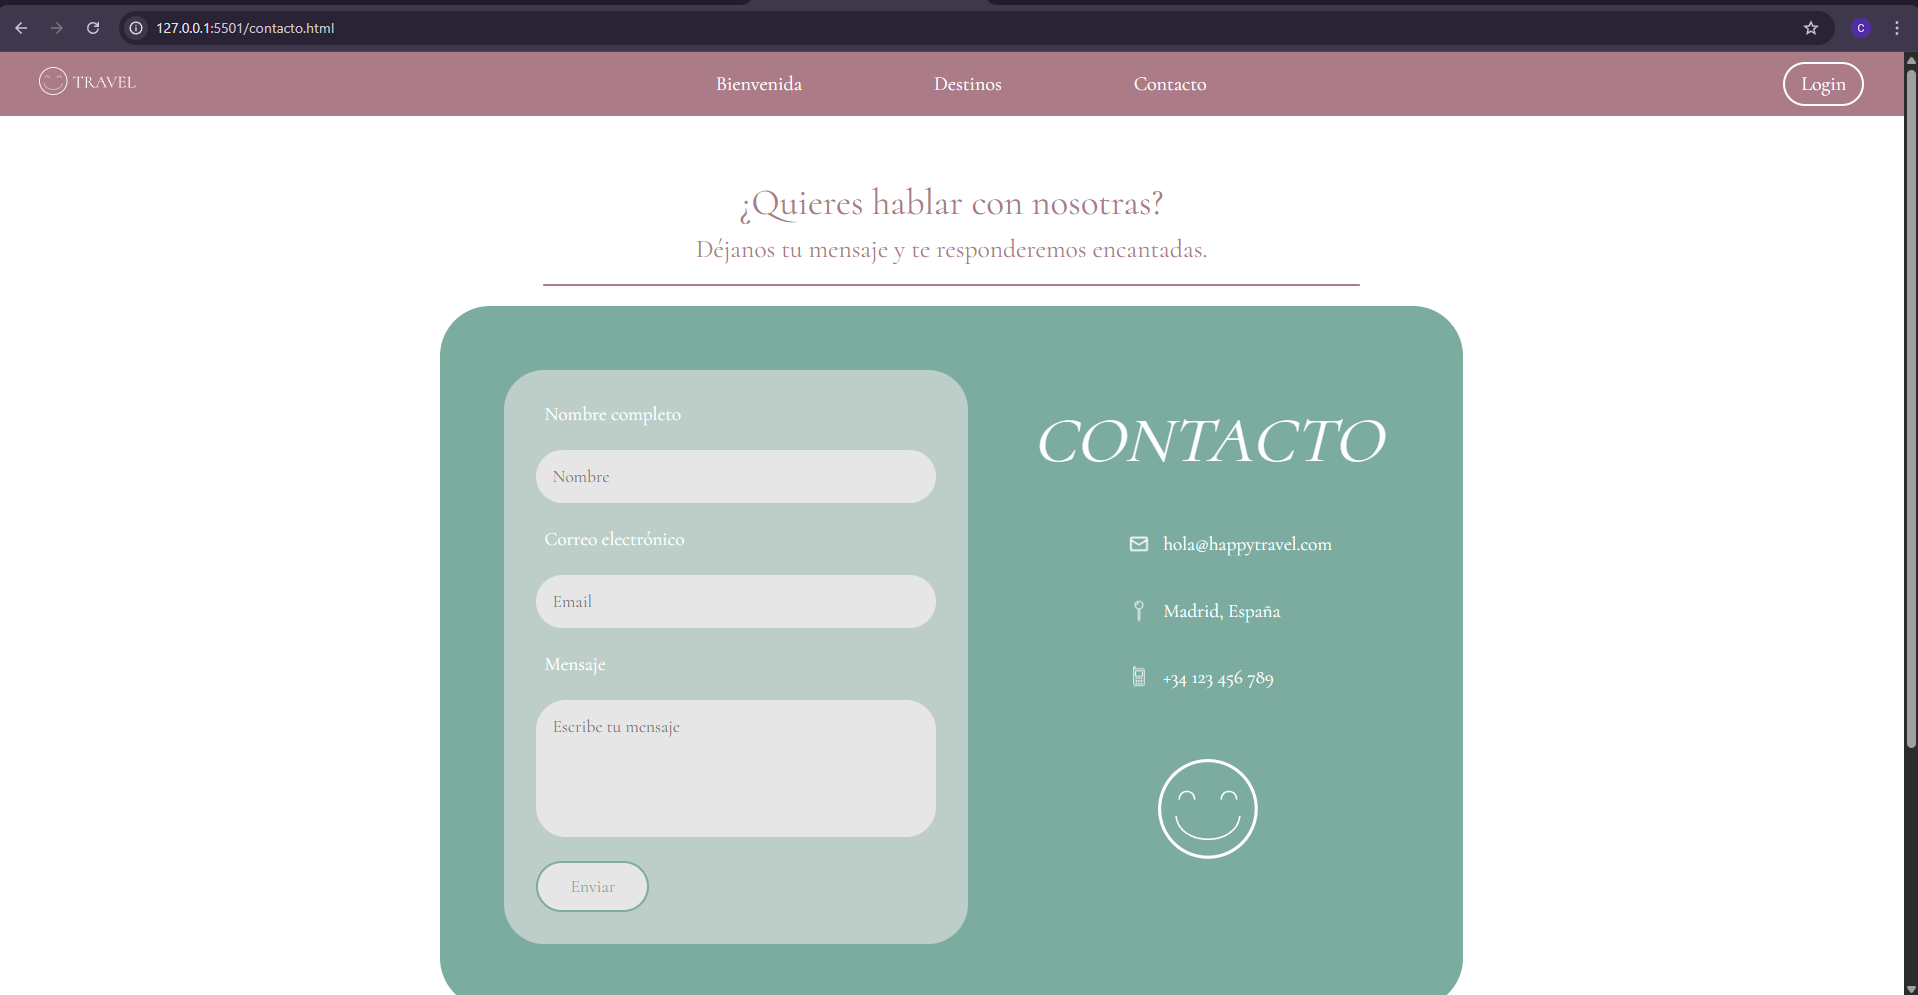 127.0.0.1:5501/contacto.html
C
TRAVEL
Bienvenida
Destinos
Contacto
Login
¿Quieres hablar con nosotras?
Déjanos tu mensaje y te responderemos encantadas.
Nombre completo
Nombre
Correo electrónico
Email
Mensaje
Escribe tu mensaje
Enviar
CONTACTO
hola@happytravel.com
Madrid, España
+34 123 456 789